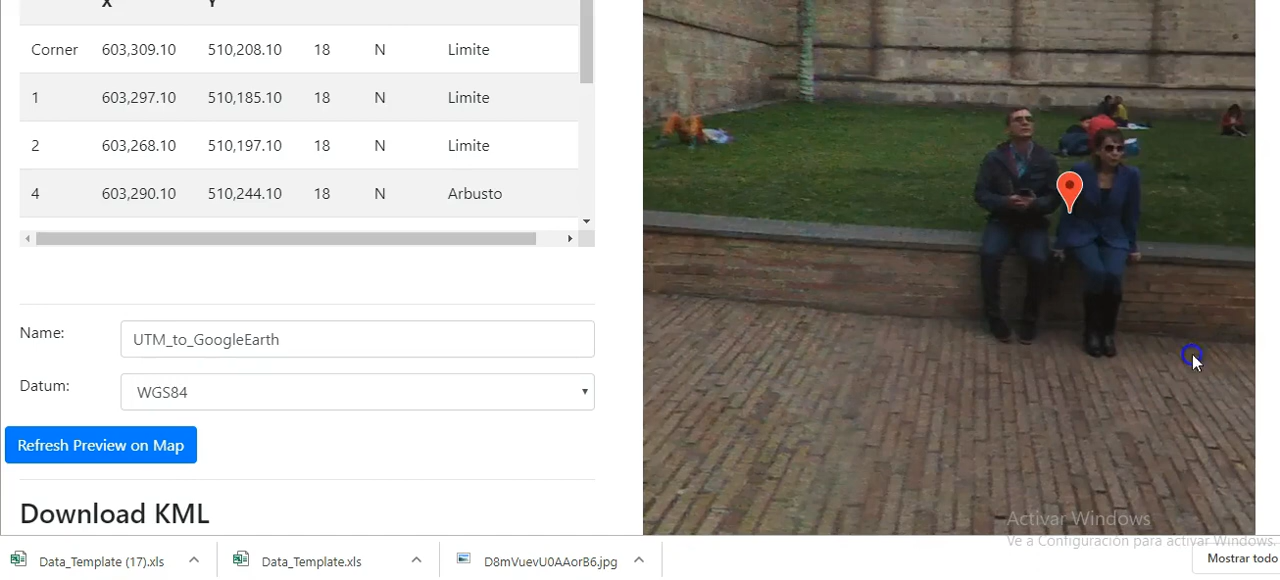 X Y
Corner 603,309.10 510,208.10 18 N Limite
1 603,297.10 510,185.10 18 N Limite
2 603,268.10 510,197.10 18 N Limite
4 603,290.10 510,244.10 18 N Arbusto
Name: UTM_to_GoogleEarth
Datum: WGS84
Refresh Preview on Map
Download KML
Activar Windows
Ve a Configuración para activar Windows.
Data_Template (17).xls
Data_Template.xls
D8mVuevU0AAorB6.jpg
Mostrar todo